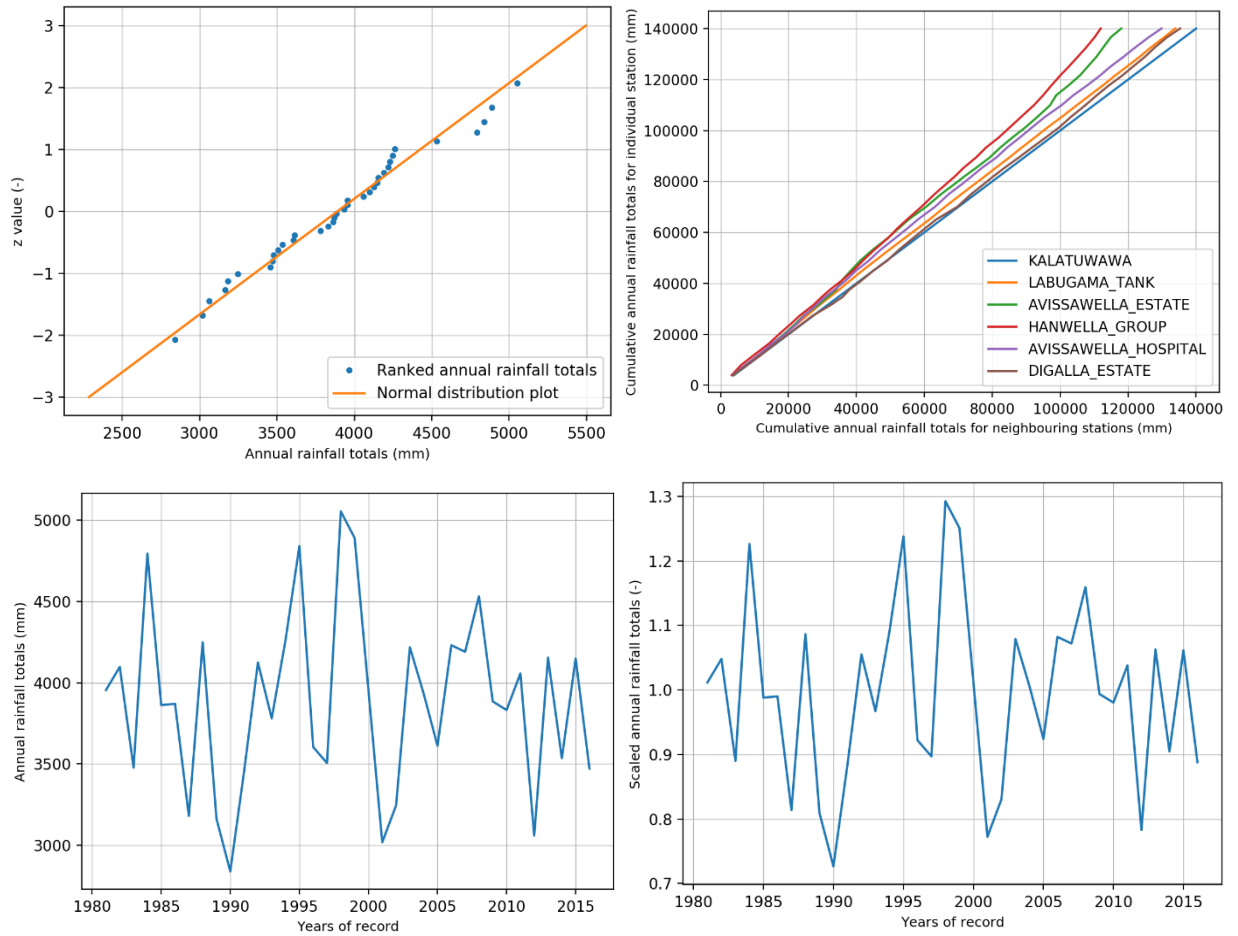 3
2
1
0
−1
−2
−3
z value (-)
Ranked annual rainfall totals
Normal distribution plot
2500 3000 3500 4000 4500 5000 5500
Annual rainfall totals (mm)
140000
120000
100000
80000
60000
40000
20000
0
Cumulative annual rainfall totals for individual station (mm)
KALATUWAWA
LABUGAMA_TANK
AVISSAWELLA_ESTATE
HANWELLA_GROUP
AVISSAWELLA_HOSPITAL
DIGALLA_ESTATE
0 20000 40000 60000 80000 100000 120000 140000
Cumulative annual rainfall totals for neighbouring stations (mm)
5000
4500
4000
3500
3000
Annual rainfall totals (mm)
1980 1985 1990 1995 2000 2005 2010 2015
Years of record
1.3
1.2
1.1
1.0
0.9
0.8
0.7
Scaled annual rainfall totals (-)
1980 1985 1990 1995 2000 2005 2010 2015
Years of record